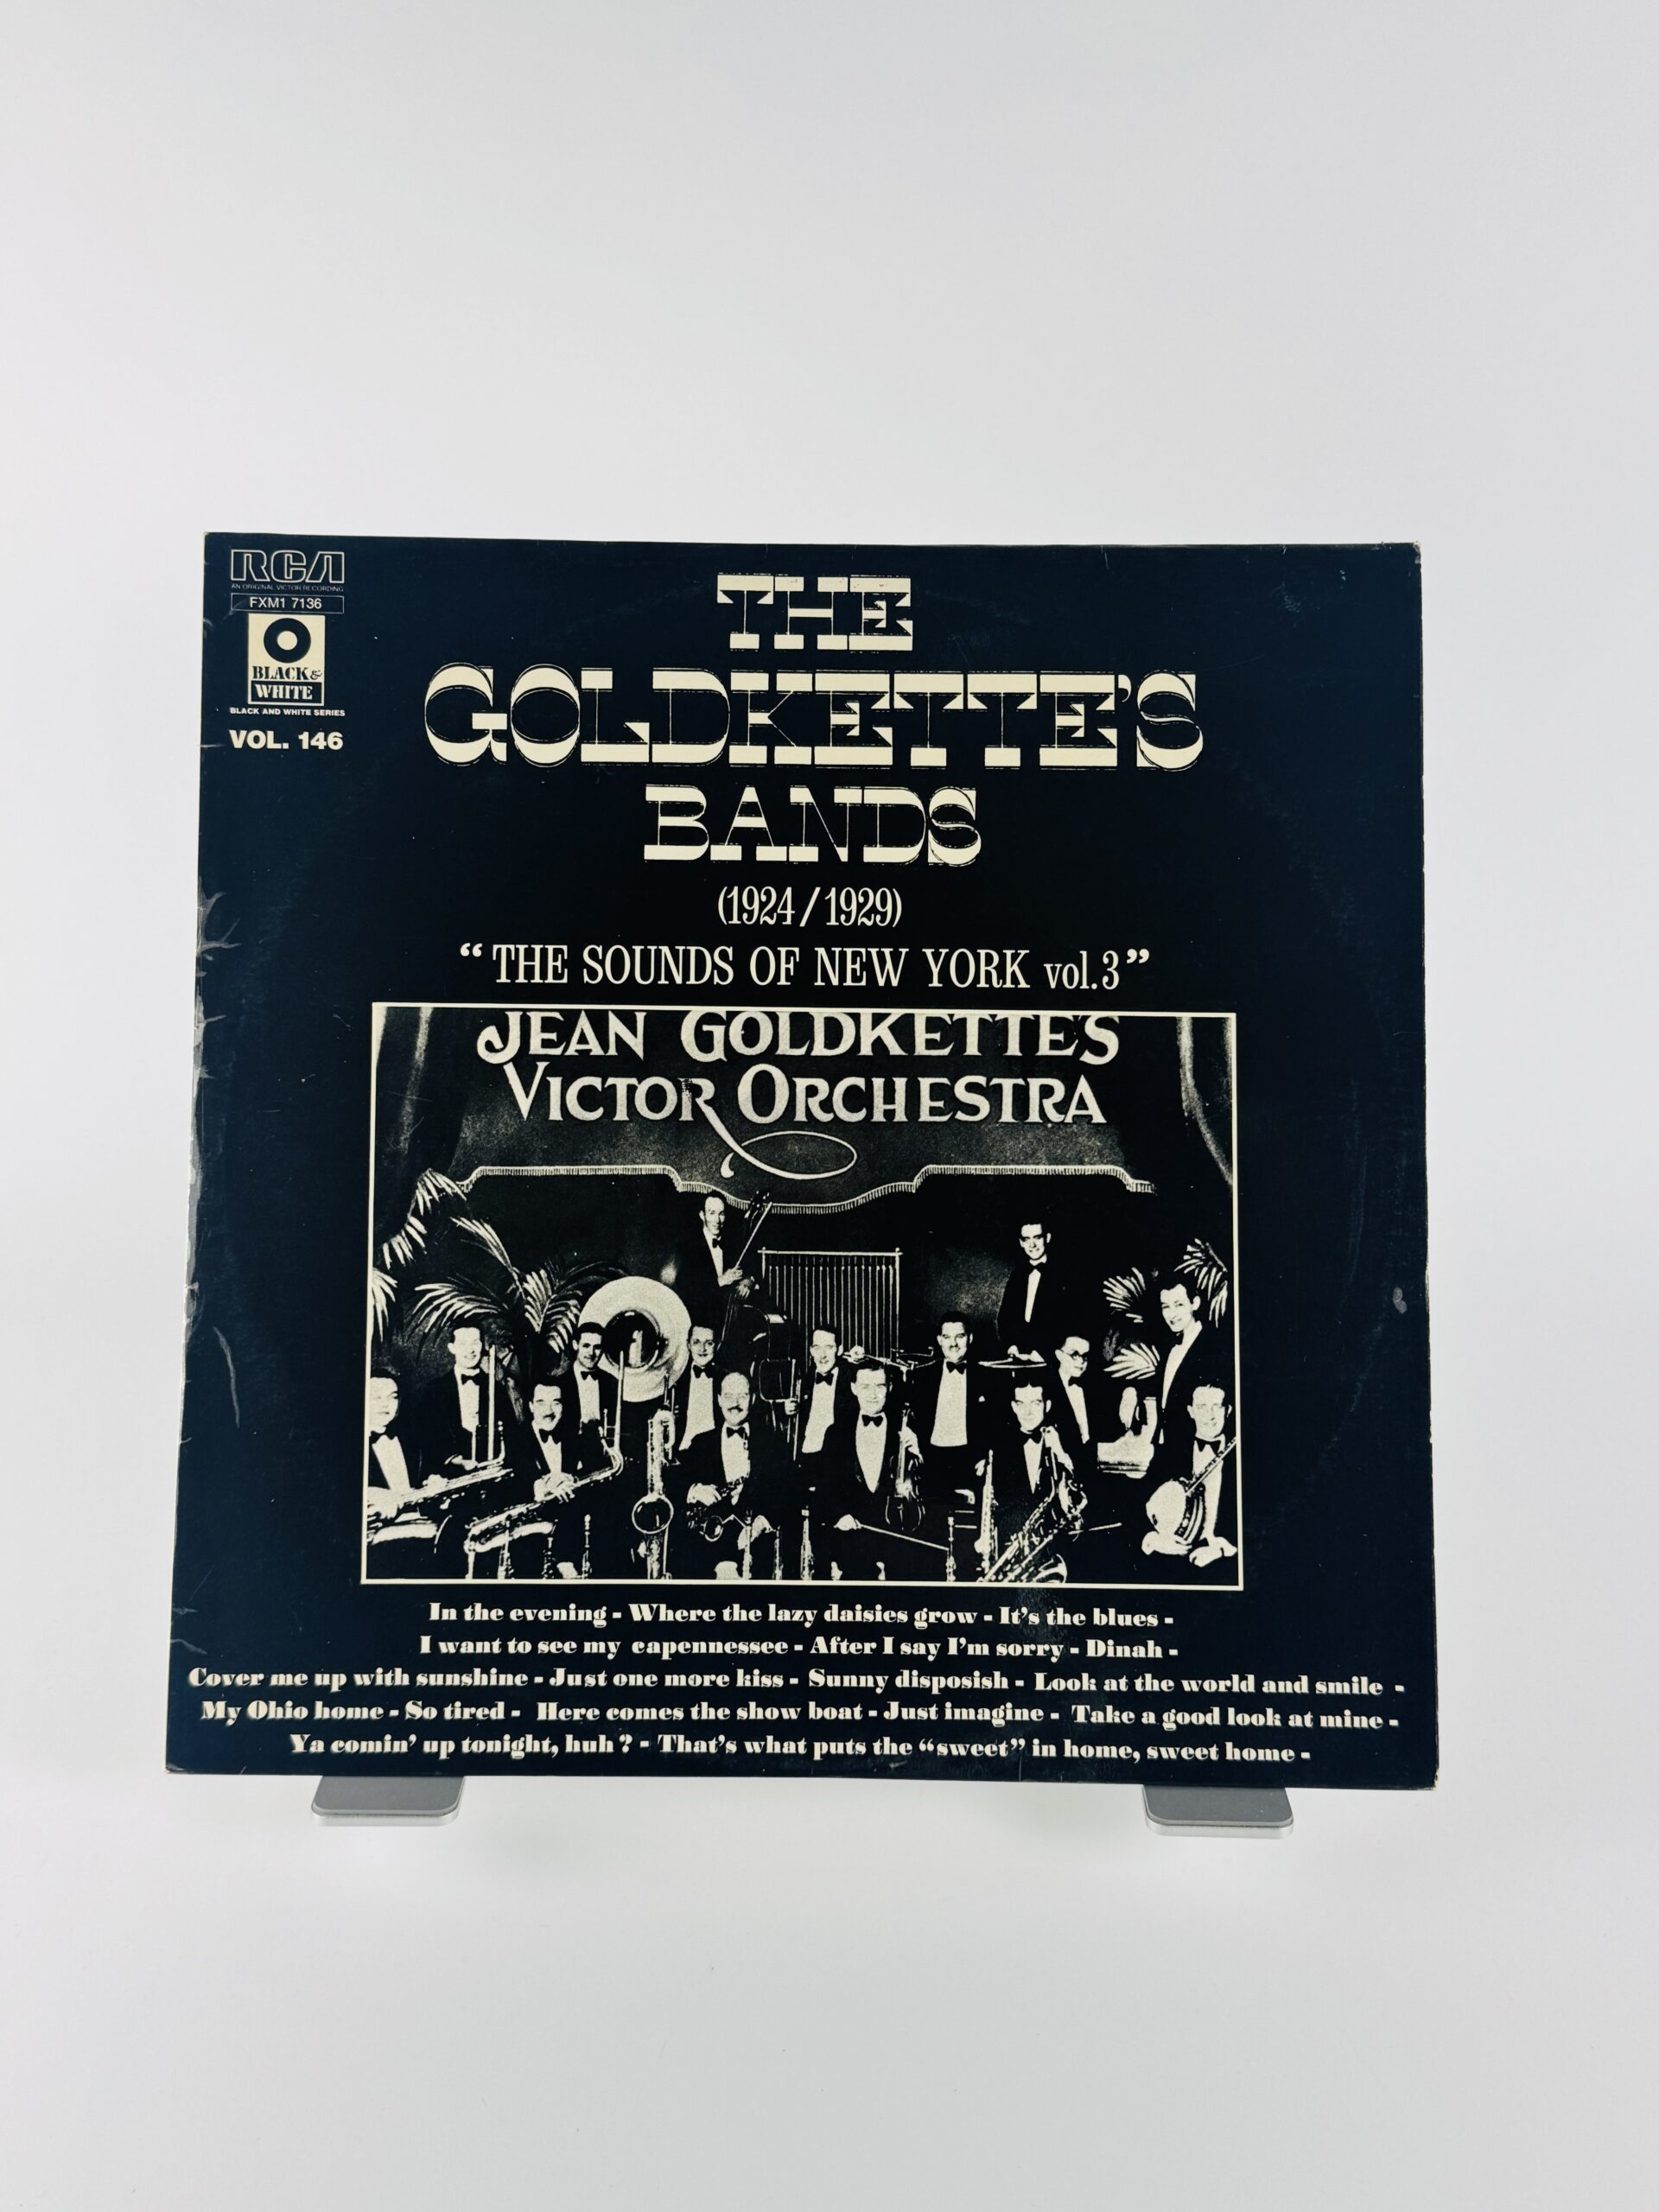 RCA
AN ORIGINAL VICTOR RECORDING
FXM1 7136
BLACK &
WHITE
BLACK AND WHITE SERIES
VOL. 146
THE
GOLDKETTE'S
BANDS
(1924/1929)
“THE SOUNDS OF NEW YORK vol.3”
JEAN GOLDKETTE'S
VICTOR ORCHESTRA
In the evening - Where the lazy daisies grow - It's the blues -
I want to see my capennessee - After I say I'm sorry - Dinah -
Cover me up with sunshine - Just one more kiss - Sunny disposish - Look at the world and smile -
My Ohio home - So tired - Here comes the show boat - Just imagine - Take a good look at mine -
Ya comin' up tonight, huh ? - That's what puts the “sweet” in home, sweet home -